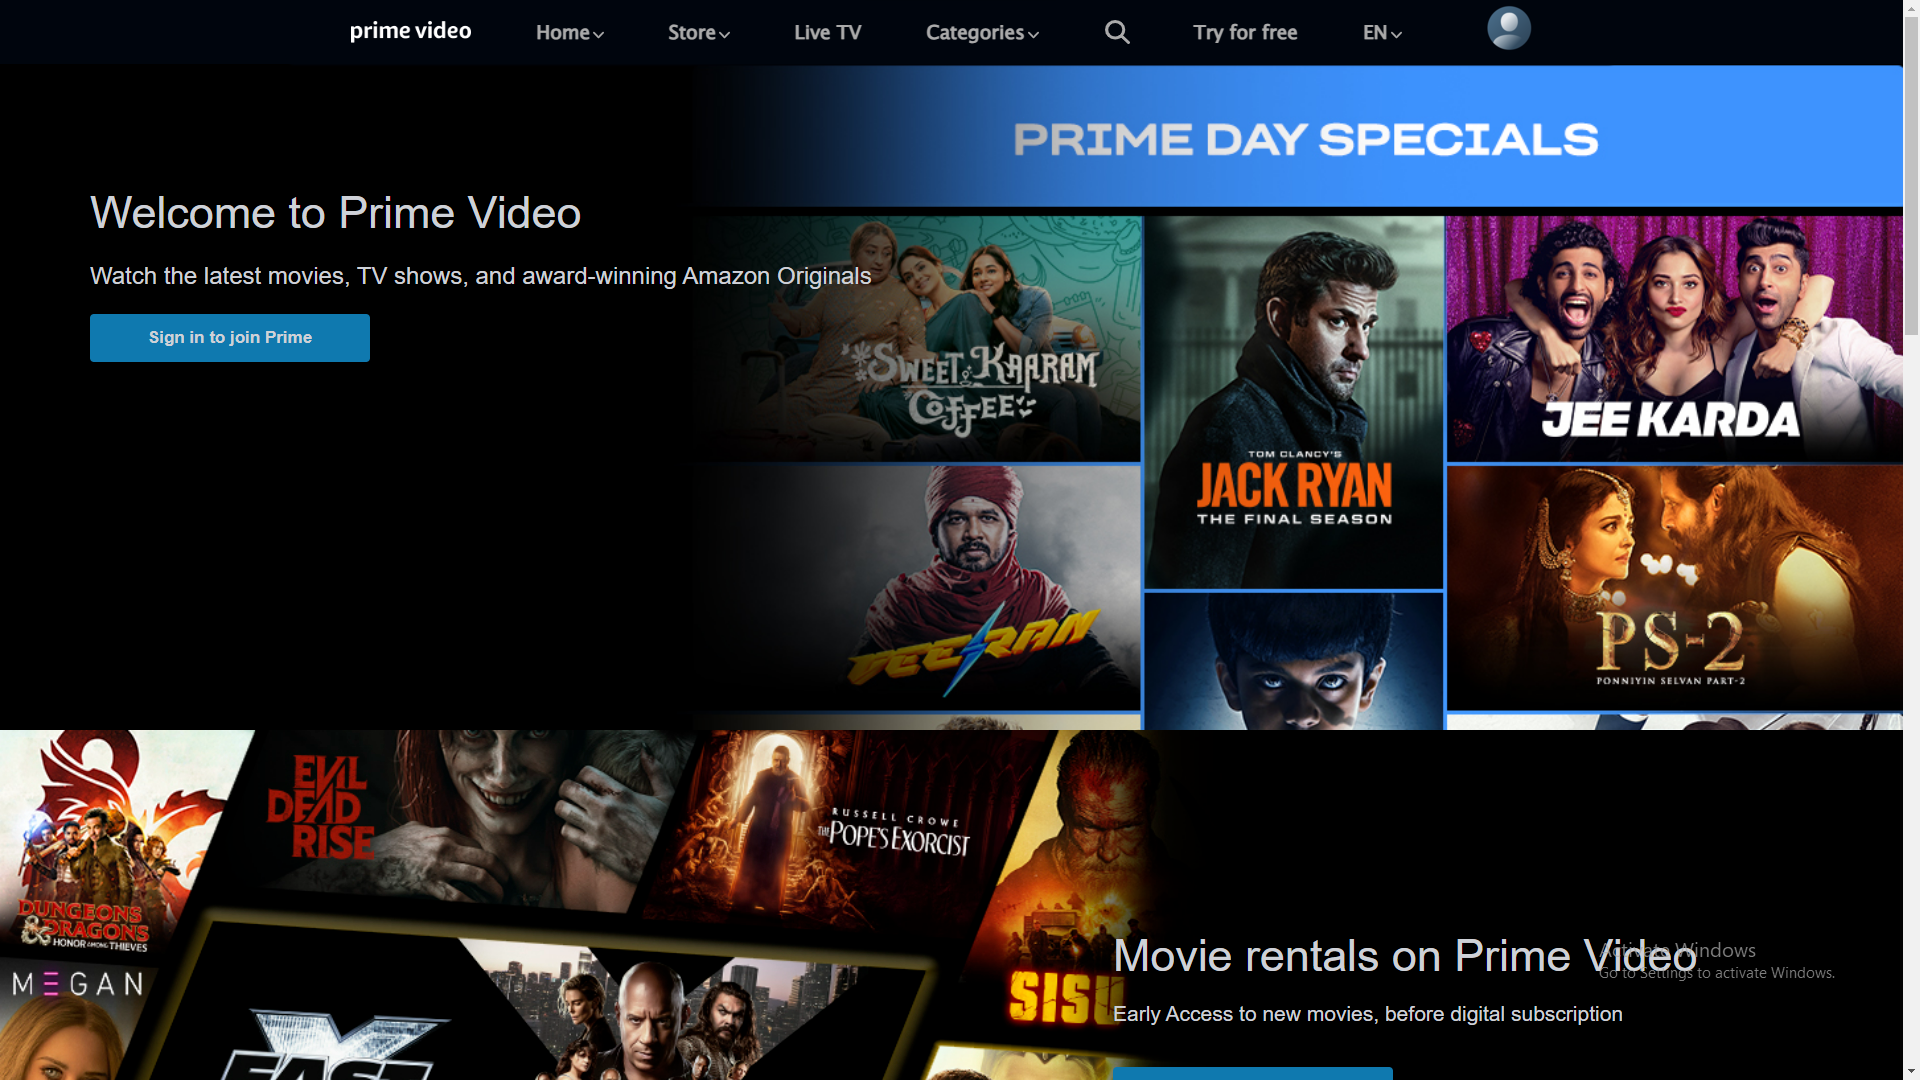 prime video
Home
Store
Live TV
Categories
Try for free
EN
PRIME DAY SPECIALS
Welcome to Prime Video
Watch the latest movies, TV shows, and award-winning Amazon Originals
Sign in to join Prime
SWEET KAARAM
COFFEE
TOM CLANCY'S
JACK RYAN
THE FINAL SEASON
JEE KARDA
VEERAN
PS-2
PONNIYIN SELVAN PART-2
DUNGEONS
& DRAGONS
HONOR AMONG THIEVES
EVIL
DEAD
RISE
RUSSELL CROWE
THE POPE'S EXORCIST
SISU
M3GAN
FAST X
Movie rentals on Prime Video
Early Access to new movies, before digital subscription
Activate Windows
Go to Settings to activate Windows.